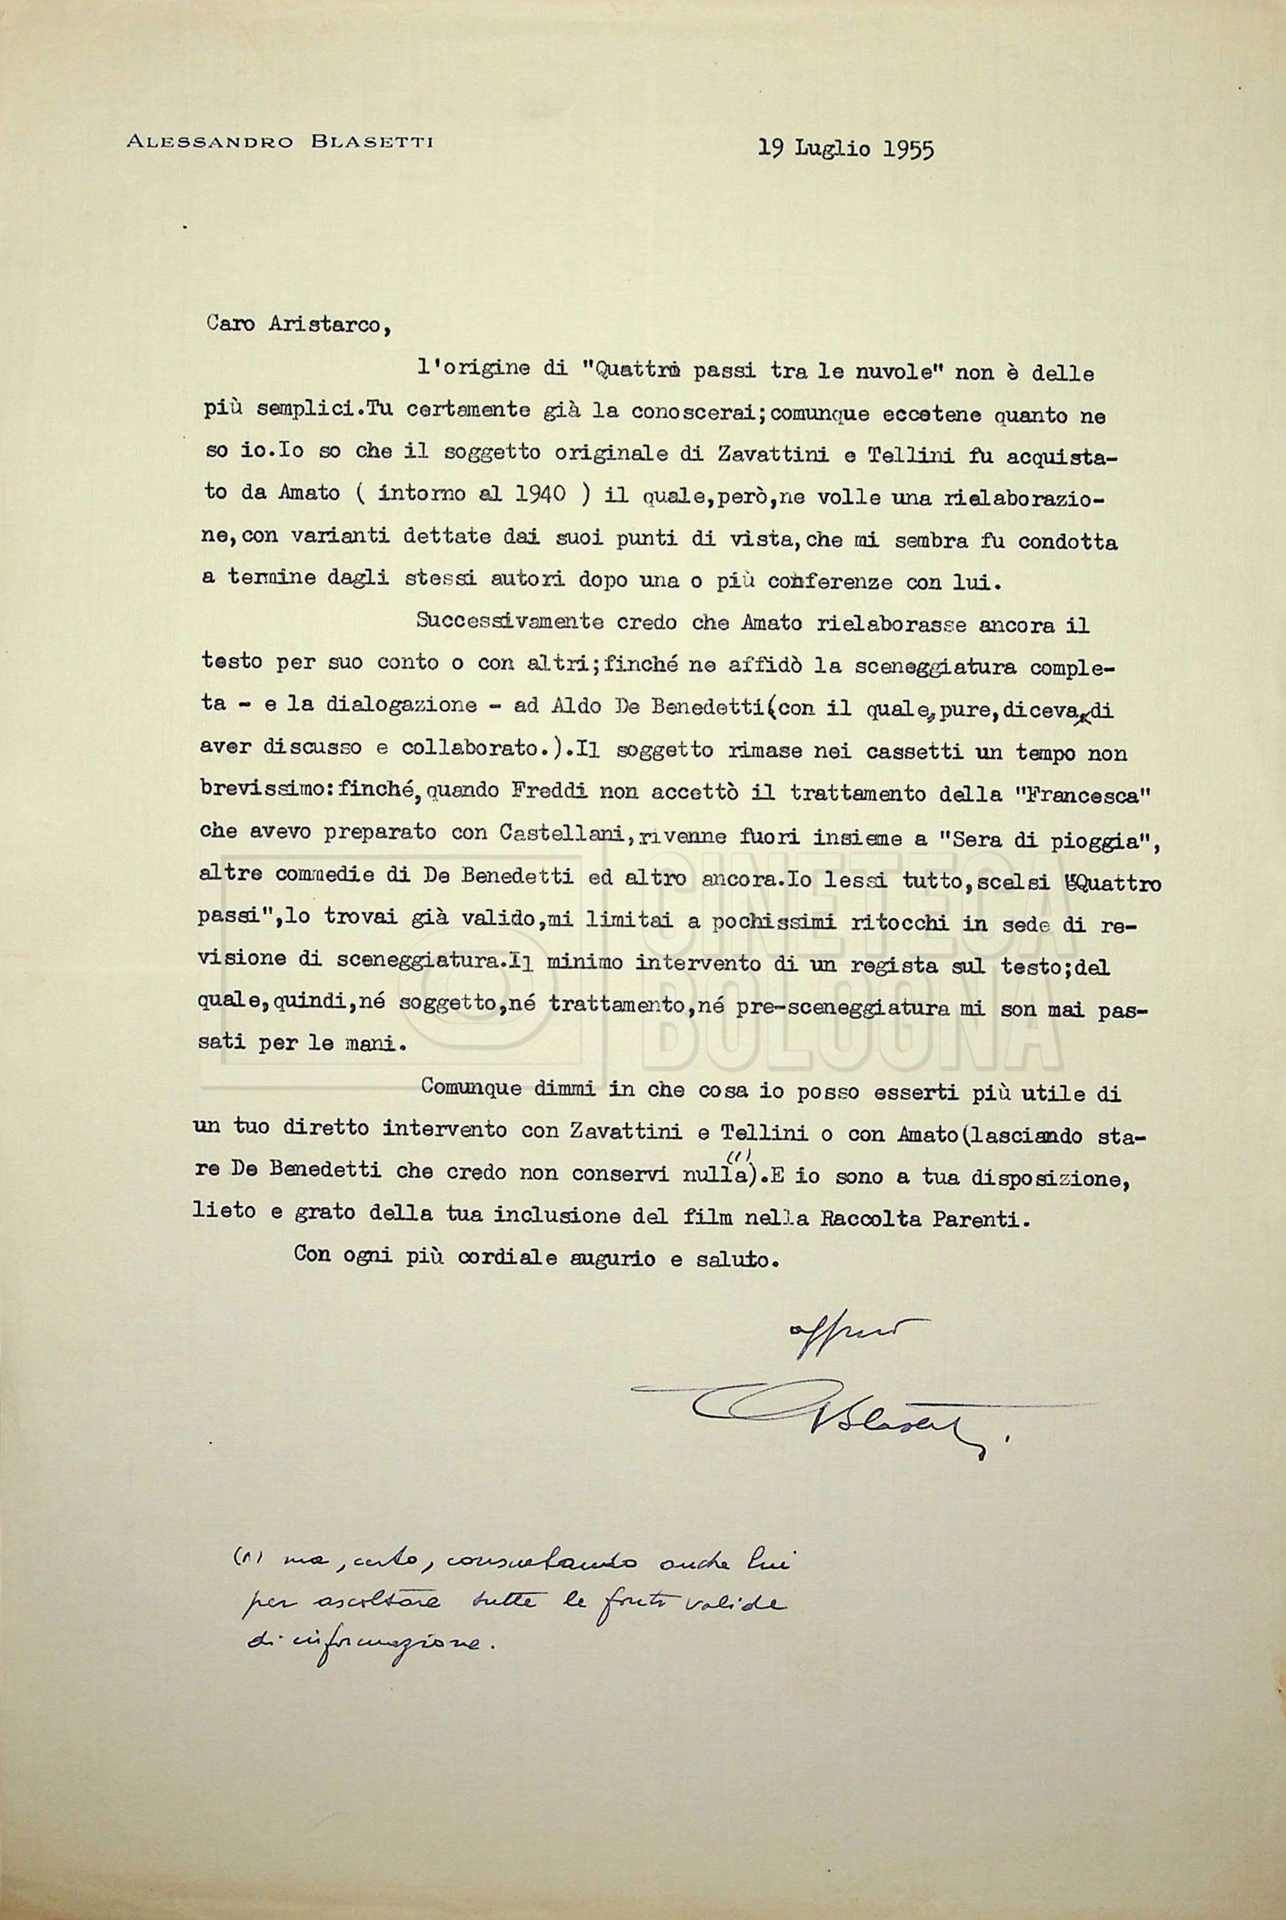 ALESSANDRO BLASETTI
19 Luglio 1955
Caro Aristarco,
l'origine di "Quattro passi tra le nuvole" non è delle
più semplici.Tu certamente già la conoscerai;comunque eccotene quanto ne
so io.Io so che il soggetto originale di Zavattini e Tellini fu acquista-
to da Amato ( intorno al 1940 ) il quale,però,ne volle una rielaborazio-
ne,con varianti dettate dai suoi punti di vista,che mi sembra fu condotta
a termine dagli stessi autori dopo una o più conferenze con lui.
Successivamente credo che Amato rielaborasse ancora il
testo per suo conto o con altri;finché ne affidò la sceneggiatura comple-
ta - e la dialogazione - ad Aldo De Benedetti(con il quale, pure,diceva di
aver discusso e collaborato.).Il soggetto rimase nei cassetti un tempo non
brevissimo:finché,quando Freddi non accettò il trattamento della "Francesca"
che avevo preparato con Castellani,rivenne fuori insieme a "Sera di pioggia",
altre commedie di De Benedetti ed altro ancora.Io lessi tutto,scelsi "Quattro
passi",lo trovai già valido,mi limitai a pochissimi ritocchi in sede di re-
visione di sceneggiatura.Il minimo intervento di un regista sul testo;del
quale,quindi,né soggetto,né trattamento,né pre-sceneggiatura mi son mai pas-
sati per le mani.
Comunque dimmi in che cosa io posso esserti più utile di
un tuo diretto intervento con Zavattini e Tellini o con Amato(lasciando sta-
re De Benedetti che credo non conservi nulla (1)).E io sono a tua disposizione,
lieto e grato della tua inclusione del film nella Raccolta Parenti.
Con ogni più cordiale augurio e saluto.
ABlasetti
(1) ma, certo, consultando anche lui
per ascoltare tutte le fonti valide
di informazione.
CINETECA
BOLOGNA